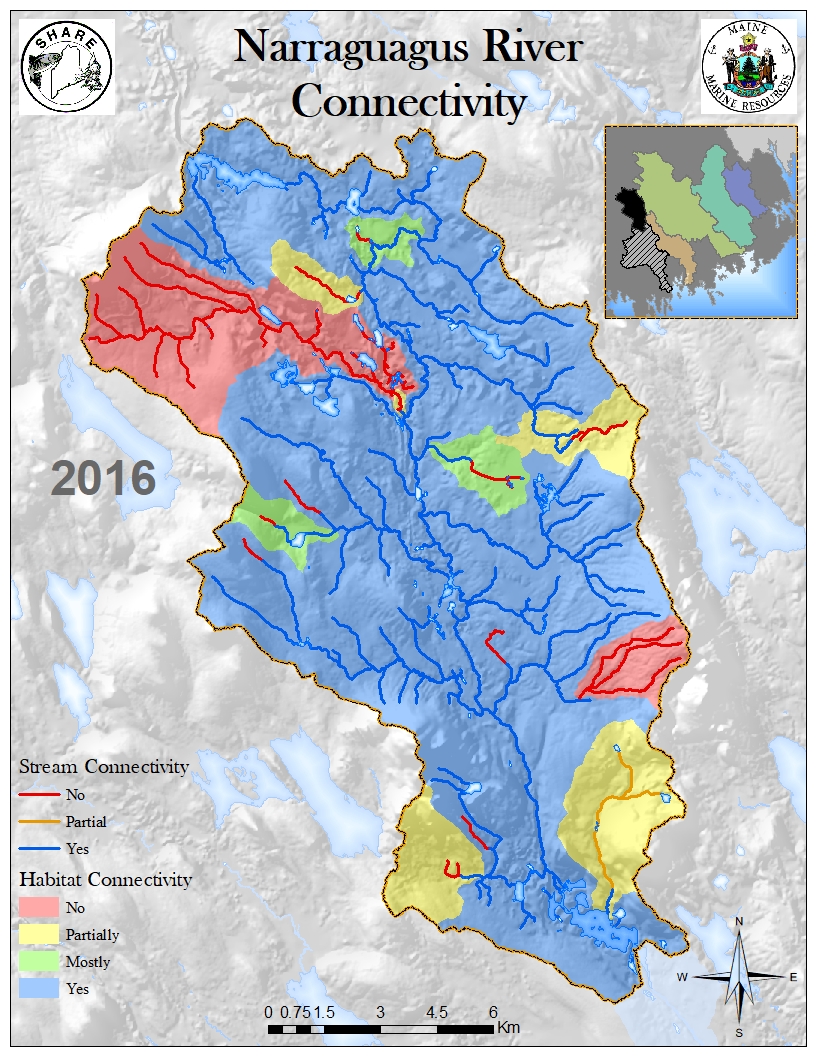 SHARE
Narraguagus River
Connectivity
MAINE
MARINE RESOURCES
2016
Stream Connectivity
No
Partial
Yes
Habitat Connectivity
No
Partially
Mostly
Yes
0 0.75 1.5 3 4.5 6
Km
N
W E
S